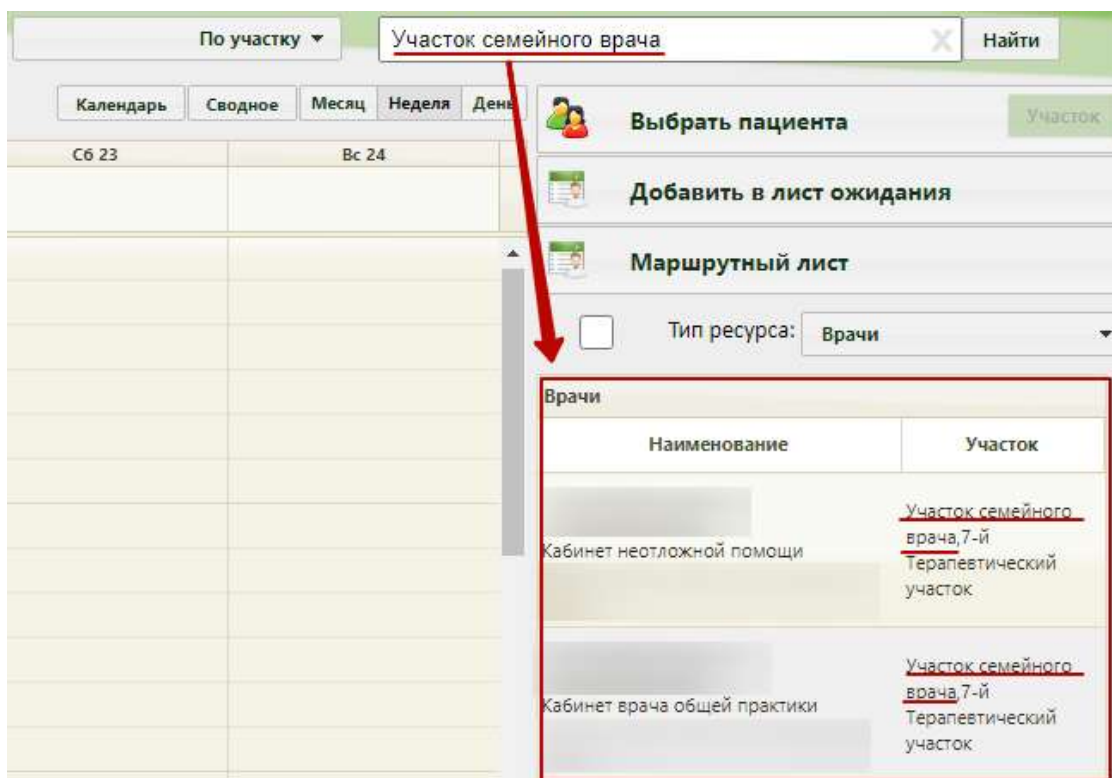 По участку
Участок семейного врача
X
Найти
Календарь
Сводное
Месяц
Неделя
День
Сб 23
Вс 24
Выбрать пациента
Участок
Добавить в лист ожидания
Маршрутный лист
Тип ресурса:
Врачи
Врачи
Наименование
Участок
Кабинет неотложной помощи
Участок семейного
врача,7-й
Терапевтический
участок
Кабинет врача общей практики
Участок семейного
врача,7-й
Терапевтический
участок